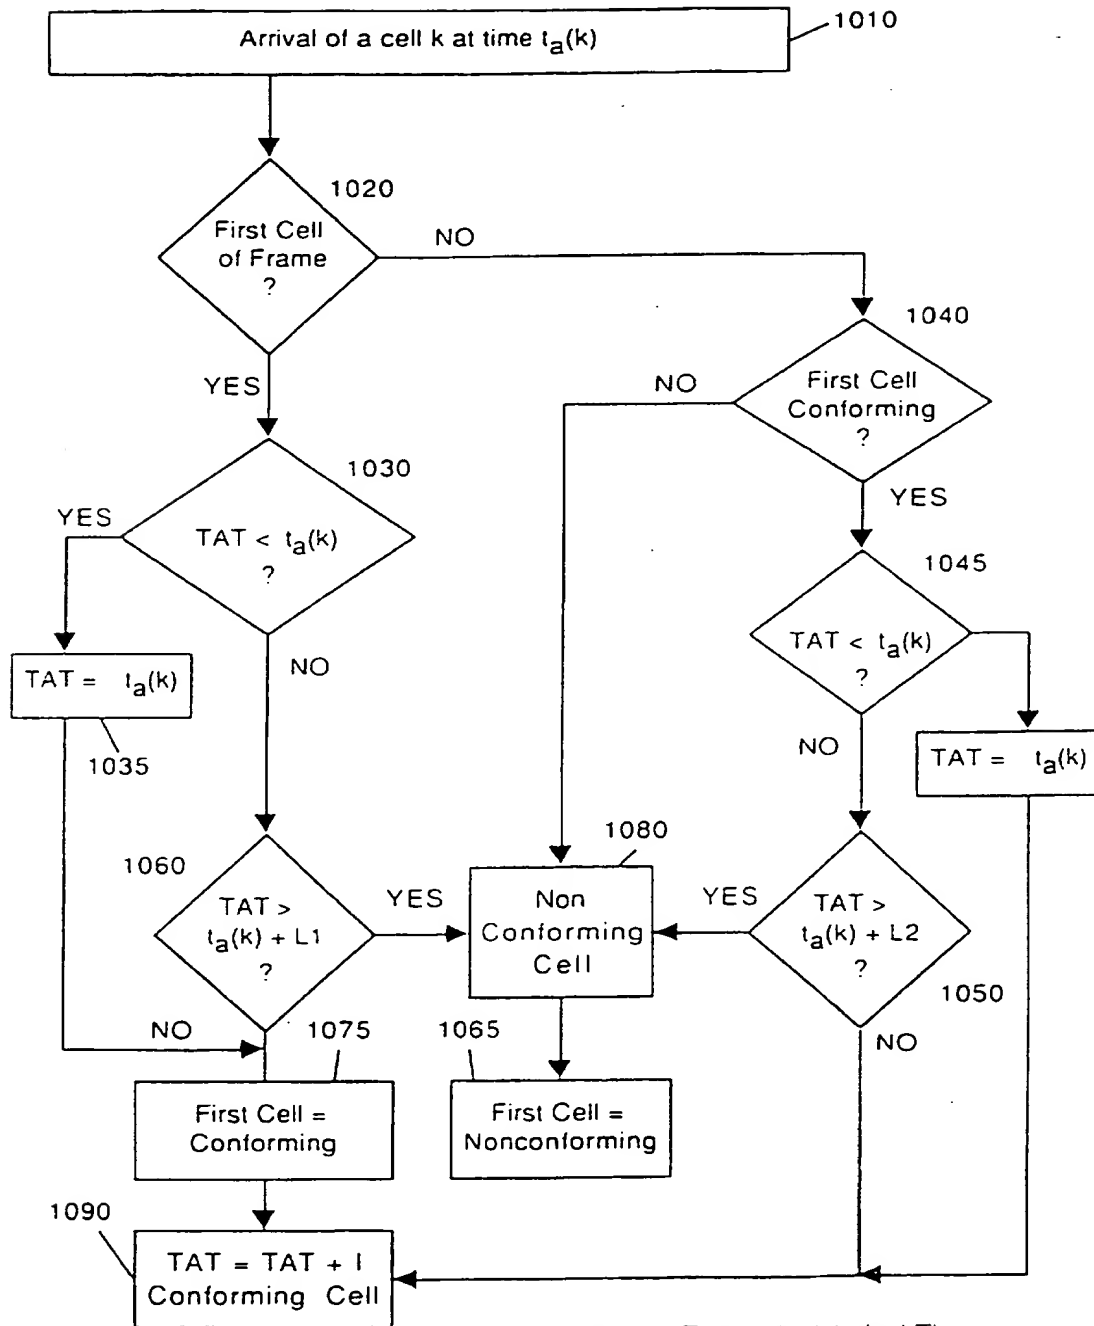 Arrival of a cell k at time ta(k)
1010
1020
First Cell
of Frame
?
NO
YES
1040
First Cell
Conforming
?
NO
YES
1030
TAT < ta(k)
?
YES
NO
1045
TAT < ta(k)
?
NO
TAT = ta(k)
1035
TAT = ta(k)
1060
TAT >
ta(k) + L1
?
YES
NO
1080
Non
Conforming
Cell
YES
TAT >
ta(k) + L2
?
1050
NO
1075
First Cell =
Conforming
1065
First Cell =
Nonconforming
1090
TAT = TAT + I
Conforming Cell